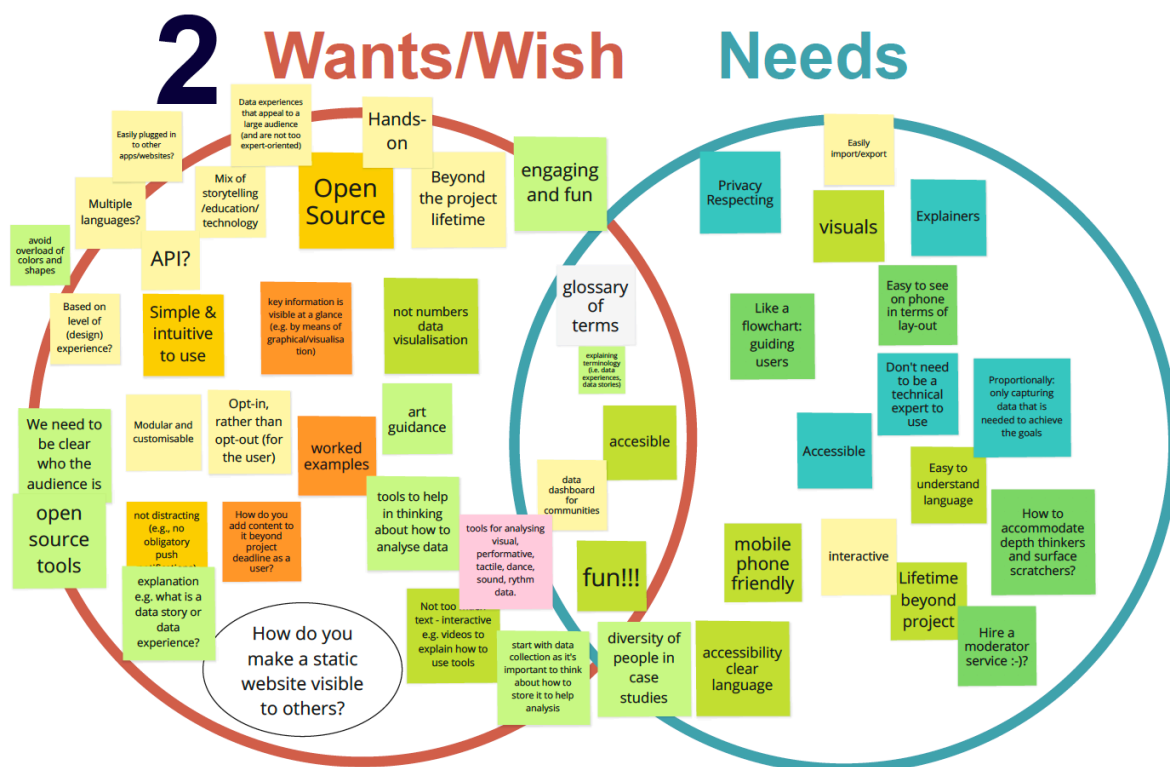 2 Wants/Wish Needs
Easily plugged in
to other
apps/websites?
Data experiences
that appeal to a
large audience
(and are not too
expert-oriented)
Hands-
on
engaging
and fun
Multiple
languages?
Mix of
storytelling
/education/
technology
Open
Source
Beyond
the project
lifetime
avoid
overload of
colors and
shapes
API?
Based on
level of
(design)
experience?
Simple &
intuitive
to use
key information is
visible at a glance
(e.g. by means of
graphical/visualisa
tion)
not numbers
data
visulalisation
We need to
be clear
who the
audience is
Modular and
customisable
Opt-in,
rather than
opt-out (for
the user)
worked
examples
art
guidance
open
source
tools
not distracting
(e.g., no
obligatory
push
How do you
add content to
it beyond
project
deadline as a
user?
tools to help
in thinking
about how to
analyse data
tools for analysing
visual,
performative,
tactile, dance,
sound, rythm
data.
explanation
e.g. what is a
data story or
data
experience?
How do you
make a static
website visible
to others?
Not too much
text - interactive
e.g. videos to
explain how to
use tools
start with data
collection as it's
important to think
about how to
store it to help
analysis
glossary
of
terms
explaining
terminology
(i.e. data
experiences,
data stories)
accesible
data
dashboard
for
communities
fun!!!
diversity of
people in
case
studies
accessibility
clear
language
Privacy
Respecting
Easily
import/export
visuals
Explainers
Like a
flowchart:
guiding
users
Easy to see
on phone
in terms of
lay-out
Don't need
to be a
technical
expert to
use
Proportionally:
only capturing
data that is
needed to achieve
the goals
Accessible
Easy to
understand
language
How to
accommodate
depth thinkers
and surface
scratchers?
mobile
phone
friendly
interactive
Lifetime
beyond
project
Hire a
moderator
service :-)?